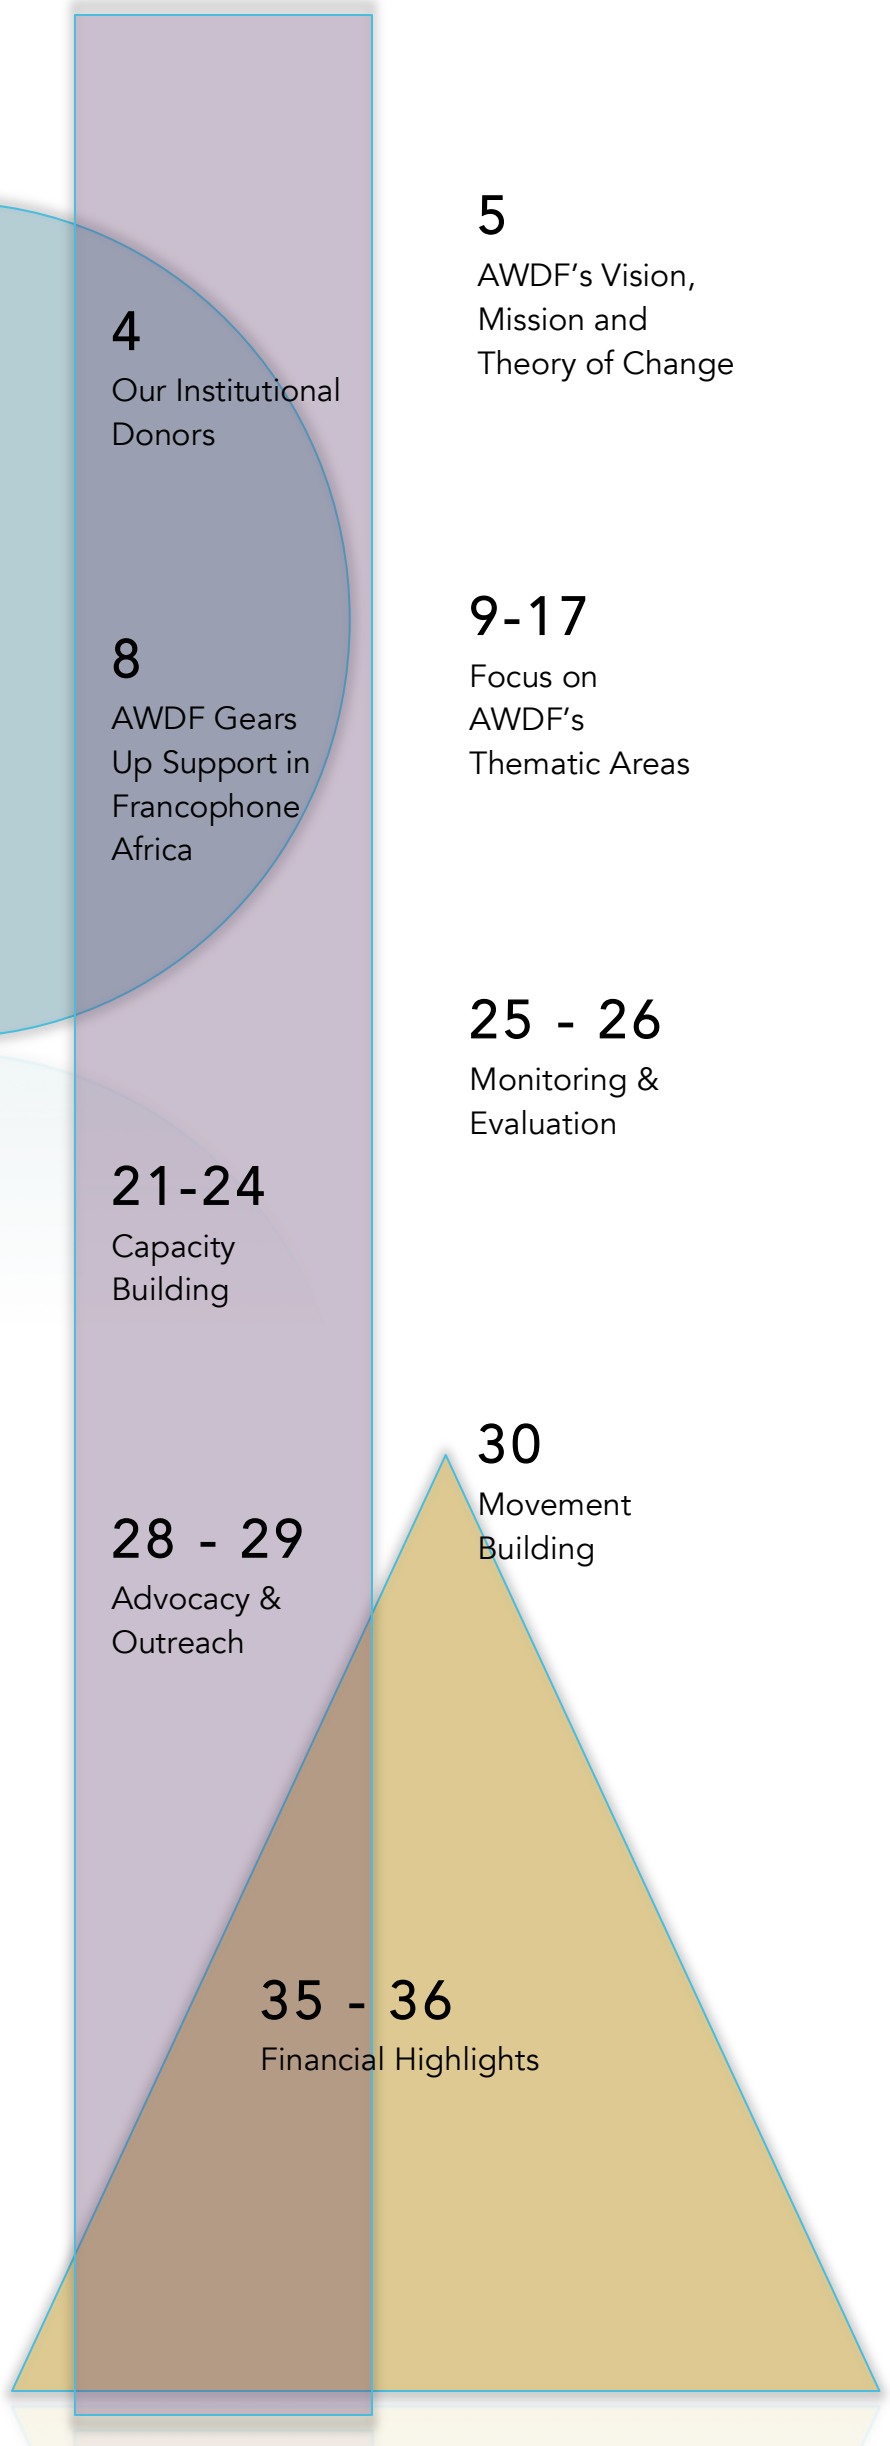 4
Our Institutional
Donors
5
AWDF’s Vision,
Mission and
Theory of Change
8
AWDF Gears
Up Support in
Francophone
Africa
9-17
Focus on
AWDF’s
Thematic Areas
21-24
Capacity
Building
25 - 26
Monitoring &
Evaluation
28 - 29
Advocacy &
Outreach
30
Movement
Building
35 - 36
Financial Highlights